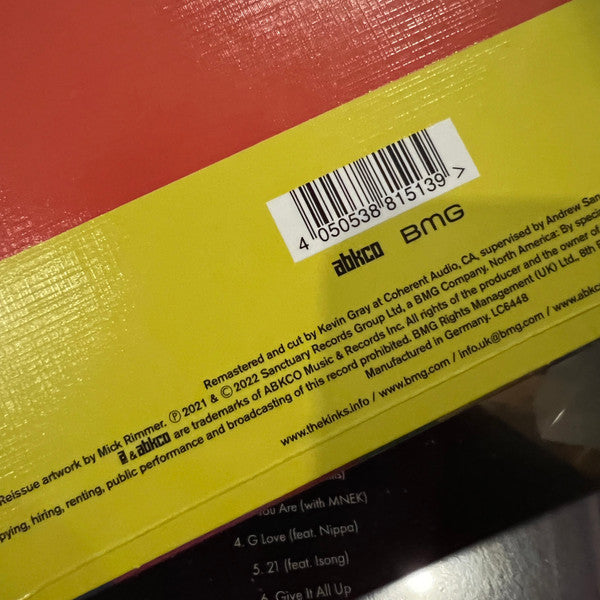 4 050538 815139 >
abkco BMG
Remastered and cut by Kevin Gray at Coherent Audio, CA, supervised by Andrew
Reissue artwork by Mick Rimmer. ℗ 2021 & © 2022 Sanctuary Records Group Ltd, a BMG Company. North America: By
a & abkco are trademarks of ABKCO Music & Records Inc. All rights of the producer and the owner of
hiring, renting, public performance and broadcasting of this record prohibited. BMG Rights Management (UK) Ltd., 8th
Manufactured in Germany. LC6448
www.thekinks.info / www.bmg.com / info.uk@bmg.com /
You Are (with MNEK)
4. G Love (feat. Nippa)
5. 21 (feat. Isong)
6. Give It All Up